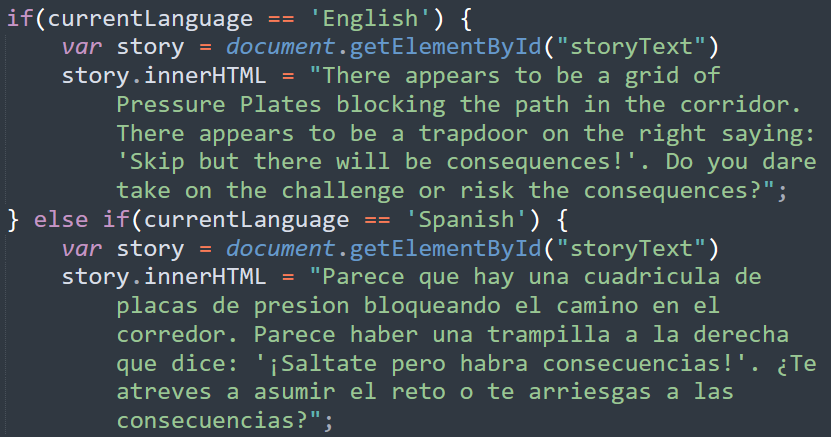 if(currentLanguage == 'English') {
var story = document.getElementById("storyText")
story.innerHTML = "There appears to be a grid of
Pressure Plates blocking the path in the corridor.
There appears to be a trapdoor on the right saying:
'Skip but there will be consequences!'. Do you dare
take on the challenge or risk the consequences?";
} else if(currentLanguage == 'Spanish') {
var story = document.getElementById("storyText")
story.innerHTML = "Parece que hay una cuadricula de
placas de presion bloqueando el camino en el
corredor. Parece haber una trampilla a la derecha
que dice: '¡Saltate pero habra consecuencias!'. ¿Te
atreves a asumir el reto o te arriesgas a las
consecuencias?";